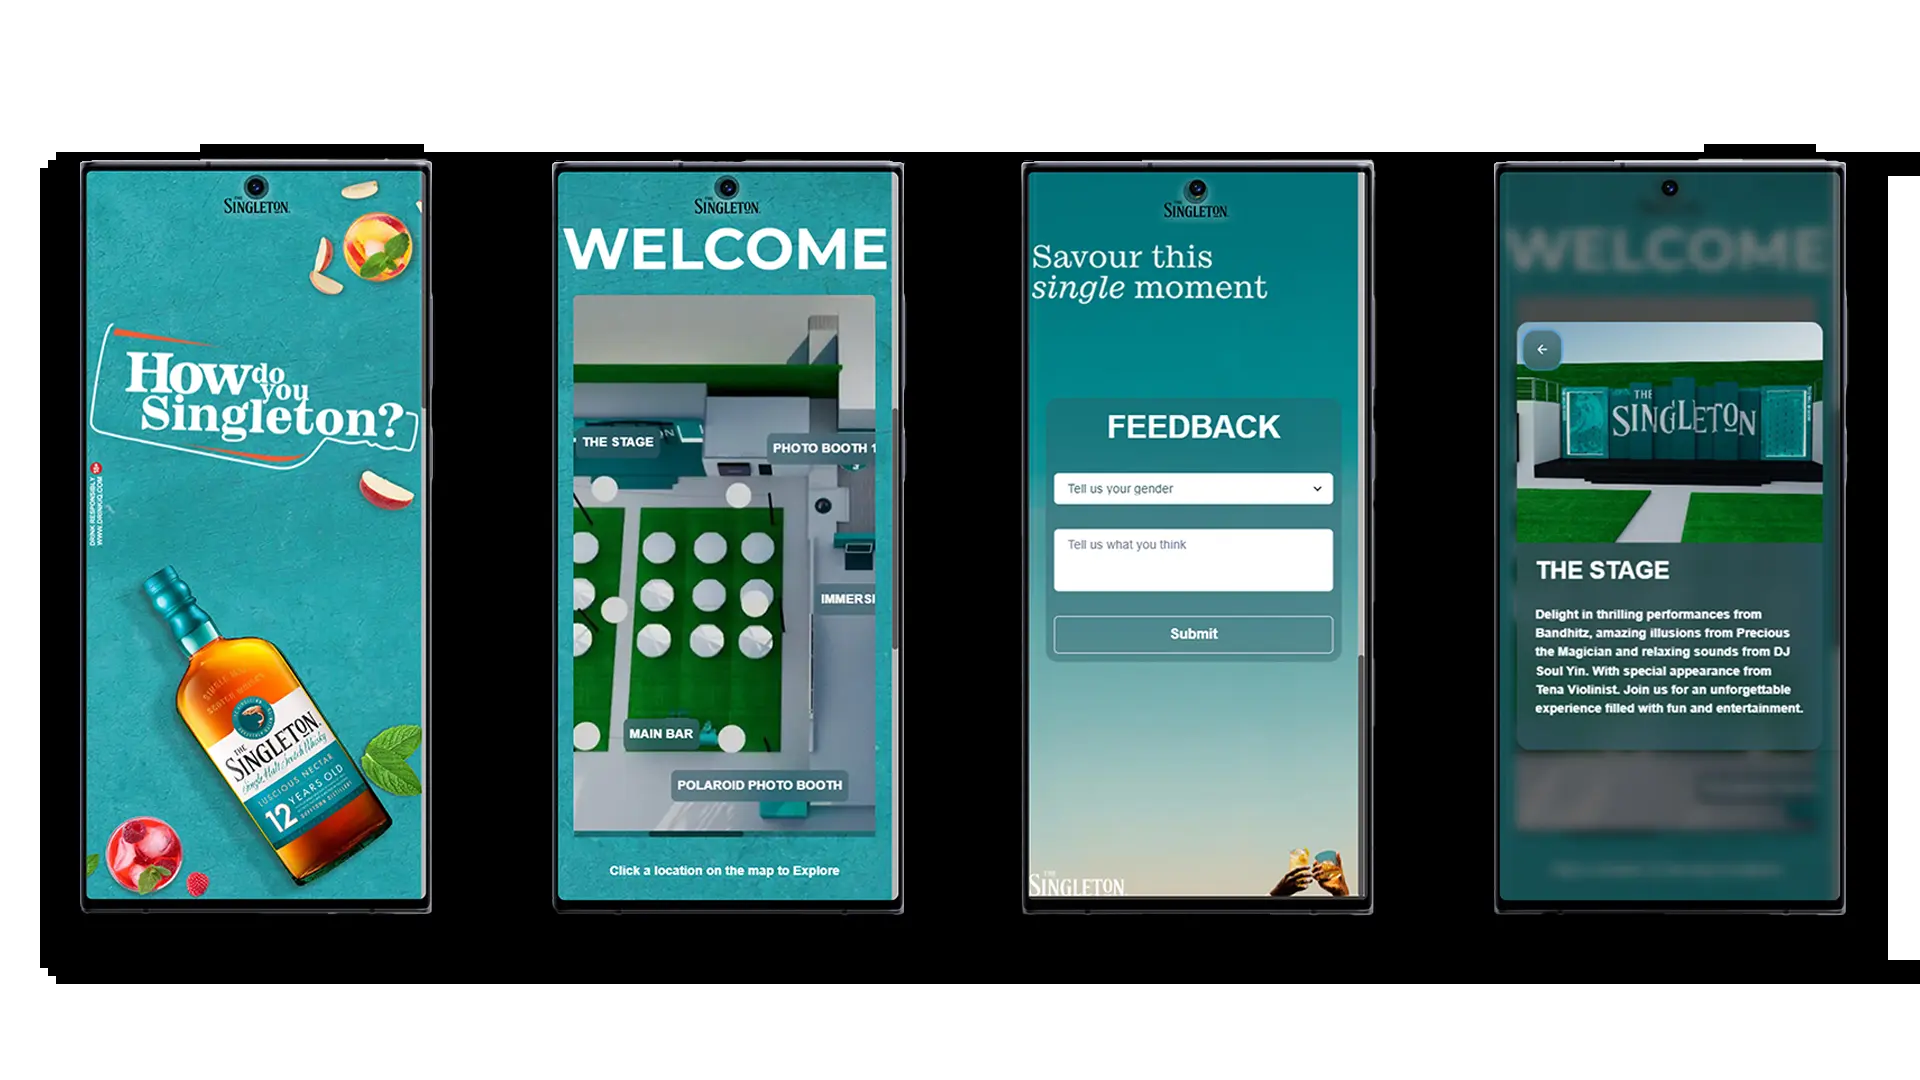 THE
SINGLETON
How do
you
Singleton?
DRINK RESPONSIBLY
WWW.DRINKIQ.COM
18+
SINGLE MALT
SCOTCH WHISKY
THE
SINGLETON
Single Malt Scotch Whisky
LUSCIOUS NECTAR
12 YEARS OLD
THE
SINGLETON
WELCOME
THE STAGE
PHOTO BOOTH 1
IMMERSI
MAIN BAR
POLAROID PHOTO BOOTH
Click a location on the map to Explore
SINGLETON
Savour this
single moment
FEEDBACK
Tell us your gender
Tell us what you think
Submit
THE
SINGLETON
WELCOME
THE
SINGLETON
THE STAGE
Delight in thrilling performances from
Bandhitz, amazing illusions from Precious
the Magician and relaxing sounds from DJ
Soul Yin. With special appearance from
Tena Violinist. Join us for an unforgettable
experience filled with fun and entertainment.